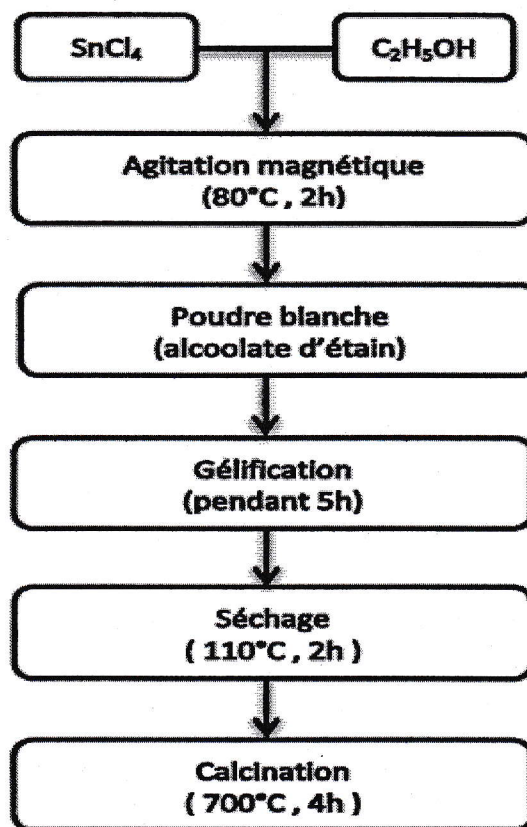 SnCl₄
C₂H₅OH
Agitation magnétique
(80°C , 2h)
Poudre blanche
(alcoolate d'étain)
Gélification
(pendant 5h)
Séchage
( 110°C , 2h )
Calcination
( 700°C , 4h )